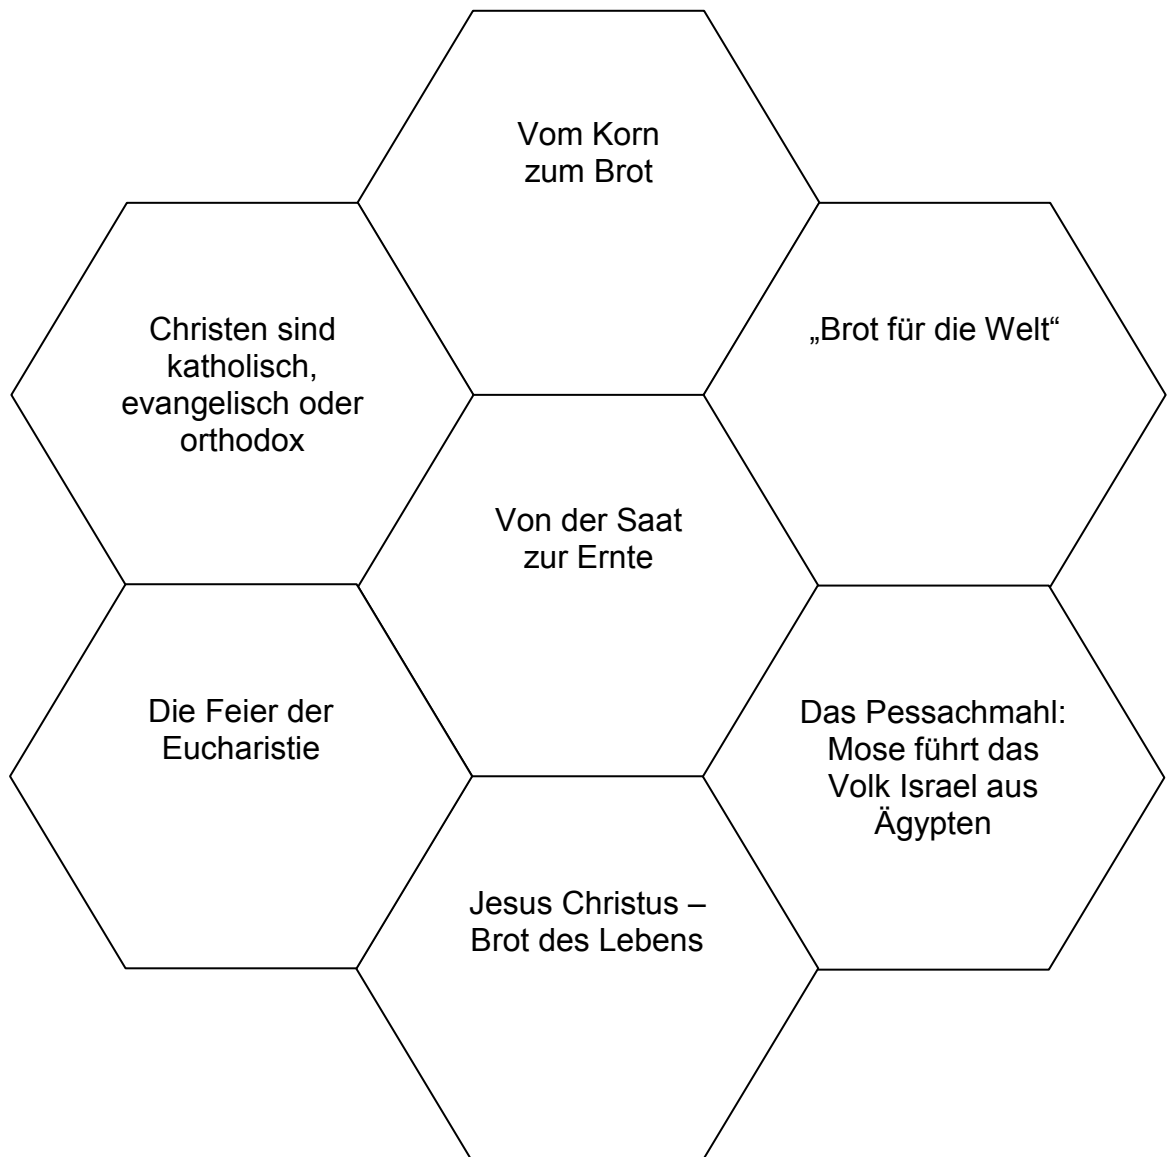 Vom Korn
zum Brot
Christen sind
katholisch,
evangelisch oder
orthodox
„Brot für die Welt“
Von der Saat
zur Ernte
Die Feier der
Eucharistie
Das Pessachmahl:
Mose führt das
Volk Israel aus
Ägypten
Jesus Christus –
Brot des Lebens